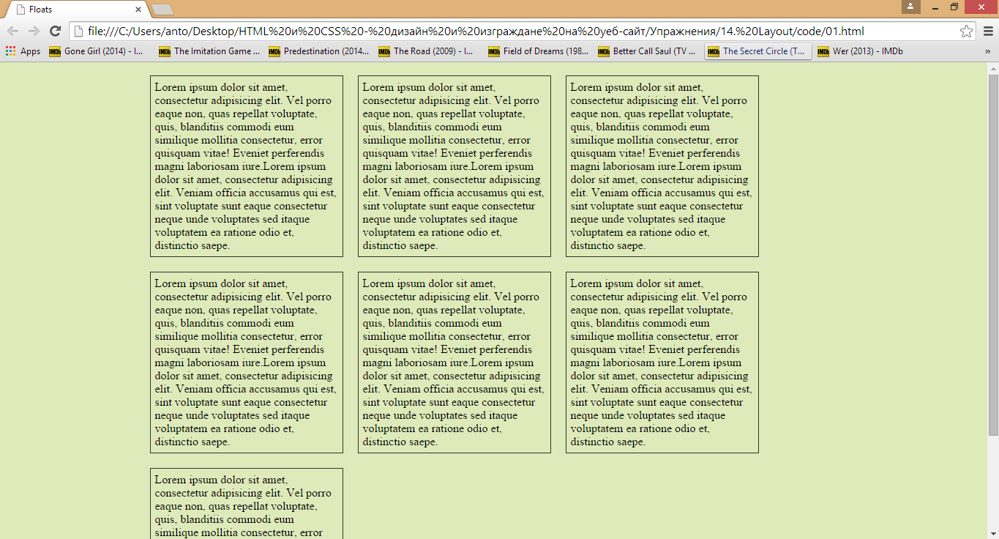 Floats
file:///C:/Users/anto/Desktop/HTML%20и%20CSS%20-%20дизайн%20и%20изграждане%20на%20уеб-сайт/Упражнения/14.%20Layout/code/01.html
Apps Gone Girl (2014) - I... The Imitation Game ... Predestination (2014... The Road (2009) - I... Field of Dreams (198... Better Call Saul (TV ... The Secret Circle (T... Wer (2013) - IMDb »
Lorem ipsum dolor sit amet,
consectetur adipisicing elit. Vel porro
eaque non, quas repellat voluptate,
quis, blanditiis commodi eum
similique mollitia consectetur, error
quisquam vitae! Eveniet perferendis
magni laboriosam iure.Lorem ipsum
dolor sit amet, consectetur adipisicing
elit. Veniam officia accusamus qui est,
sint voluptate sunt eaque consectetur
neque unde voluptates sed itaque
voluptatem ea ratione odio et,
distinctio saepe.
Lorem ipsum dolor sit amet,
consectetur adipisicing elit. Vel porro
eaque non, quas repellat voluptate,
quis, blanditiis commodi eum
similique mollitia consectetur, error
quisquam vitae! Eveniet perferendis
magni laboriosam iure.Lorem ipsum
dolor sit amet, consectetur adipisicing
elit. Veniam officia accusamus qui est,
sint voluptate sunt eaque consectetur
neque unde voluptates sed itaque
voluptatem ea ratione odio et,
distinctio saepe.
Lorem ipsum dolor sit amet,
consectetur adipisicing elit. Vel porro
eaque non, quas repellat voluptate,
quis, blanditiis commodi eum
similique mollitia consectetur, error
quisquam vitae! Eveniet perferendis
magni laboriosam iure.Lorem ipsum
dolor sit amet, consectetur adipisicing
elit. Veniam officia accusamus qui est,
sint voluptate sunt eaque consectetur
neque unde voluptates sed itaque
voluptatem ea ratione odio et,
distinctio saepe.
Lorem ipsum dolor sit amet,
consectetur adipisicing elit. Vel porro
eaque non, quas repellat voluptate,
quis, blanditiis commodi eum
similique mollitia consectetur, error
quisquam vitae! Eveniet perferendis
magni laboriosam iure.Lorem ipsum
dolor sit amet, consectetur adipisicing
elit. Veniam officia accusamus qui est,
sint voluptate sunt eaque consectetur
neque unde voluptates sed itaque
voluptatem ea ratione odio et,
distinctio saepe.
Lorem ipsum dolor sit amet,
consectetur adipisicing elit. Vel porro
eaque non, quas repellat voluptate,
quis, blanditiis commodi eum
similique mollitia consectetur, error
quisquam vitae! Eveniet perferendis
magni laboriosam iure.Lorem ipsum
dolor sit amet, consectetur adipisicing
elit. Veniam officia accusamus qui est,
sint voluptate sunt eaque consectetur
neque unde voluptates sed itaque
voluptatem ea ratione odio et,
distinctio saepe.
Lorem ipsum dolor sit amet,
consectetur adipisicing elit. Vel porro
eaque non, quas repellat voluptate,
quis, blanditiis commodi eum
similique mollitia consectetur, error
quisquam vitae! Eveniet perferendis
magni laboriosam iure.Lorem ipsum
dolor sit amet, consectetur adipisicing
elit. Veniam officia accusamus qui est,
sint voluptate sunt eaque consectetur
neque unde voluptates sed itaque
voluptatem ea ratione odio et,
distinctio saepe.
Lorem ipsum dolor sit amet,
consectetur adipisicing elit. Vel porro
eaque non, quas repellat voluptate,
quis, blanditiis commodi eum
similique mollitia consectetur, error